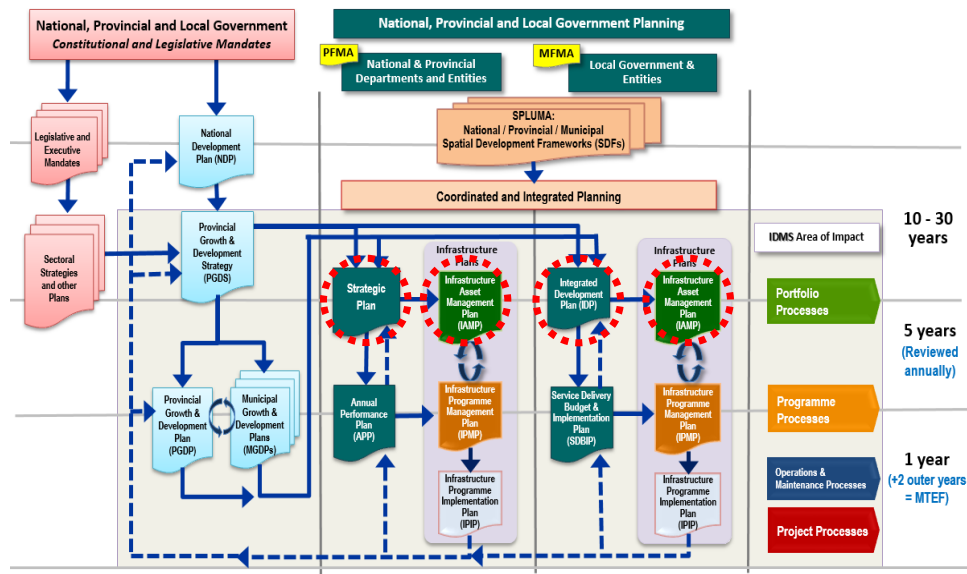 National, Provincial and Local Government
Constitutional and Legislative Mandates
National, Provincial and Local Government Planning
PFMA
National & Provincial
Departments and Entities
MFMA
Local Government &
Entities
Legislative and
Executive
Mandates
National
Development
Plan (NDP)
SPLUMA:
National / Provincial / Municipal
Spatial Development Frameworks (SDFs)
Coordinated and Integrated Planning
Sectoral
Strategies
and other
Plans
Provincial
Growth &
Development
Strategy
(PGDS)
10 - 30
years
IDMS Area of Impact
Infrastructure
Plans
Strategic
Plan
Infrastructure
Asset
Management
Plan
(IAMP)
Infrastructure
Plans
Integrated
Development
Plan (IDP)
Infrastructure
Asset
Management
Plan
(IAMP)
Portfolio
Processes
5 years
(Reviewed
annually)
Provincial
Growth &
Development
Plan
(PGDP)
Municipal
Growth &
Development
Plans
(MGDPs)
Annual
Performance
Plan
(APP)
Infrastructure
Programme
Management
Plan
(IPMP)
Service Delivery
Budget &
Implementation
Plan
(SDBIP)
Infrastructure
Programme
Management
Plan
(IPMP)
Programme
Processes
1 year
(+2 outer years
= MTEF)
Infrastructure
Programme
Implementation
Plan
(IPIP)
Infrastructure
Programme
Implementation
Plan
(IPIP)
Operations &
Maintenance Processes
Project Processes